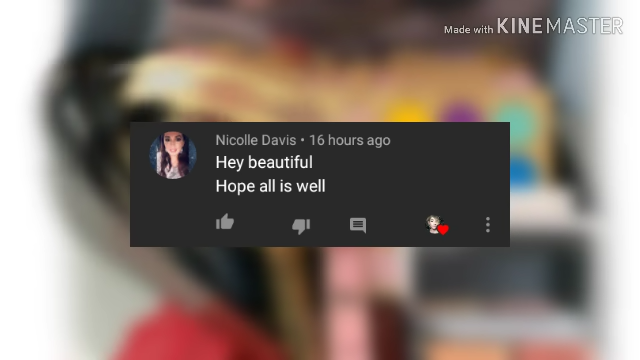 Made with KINEMASTER
Nicolle Davis • 16 hours ago
Hey beautiful
Hope all is well